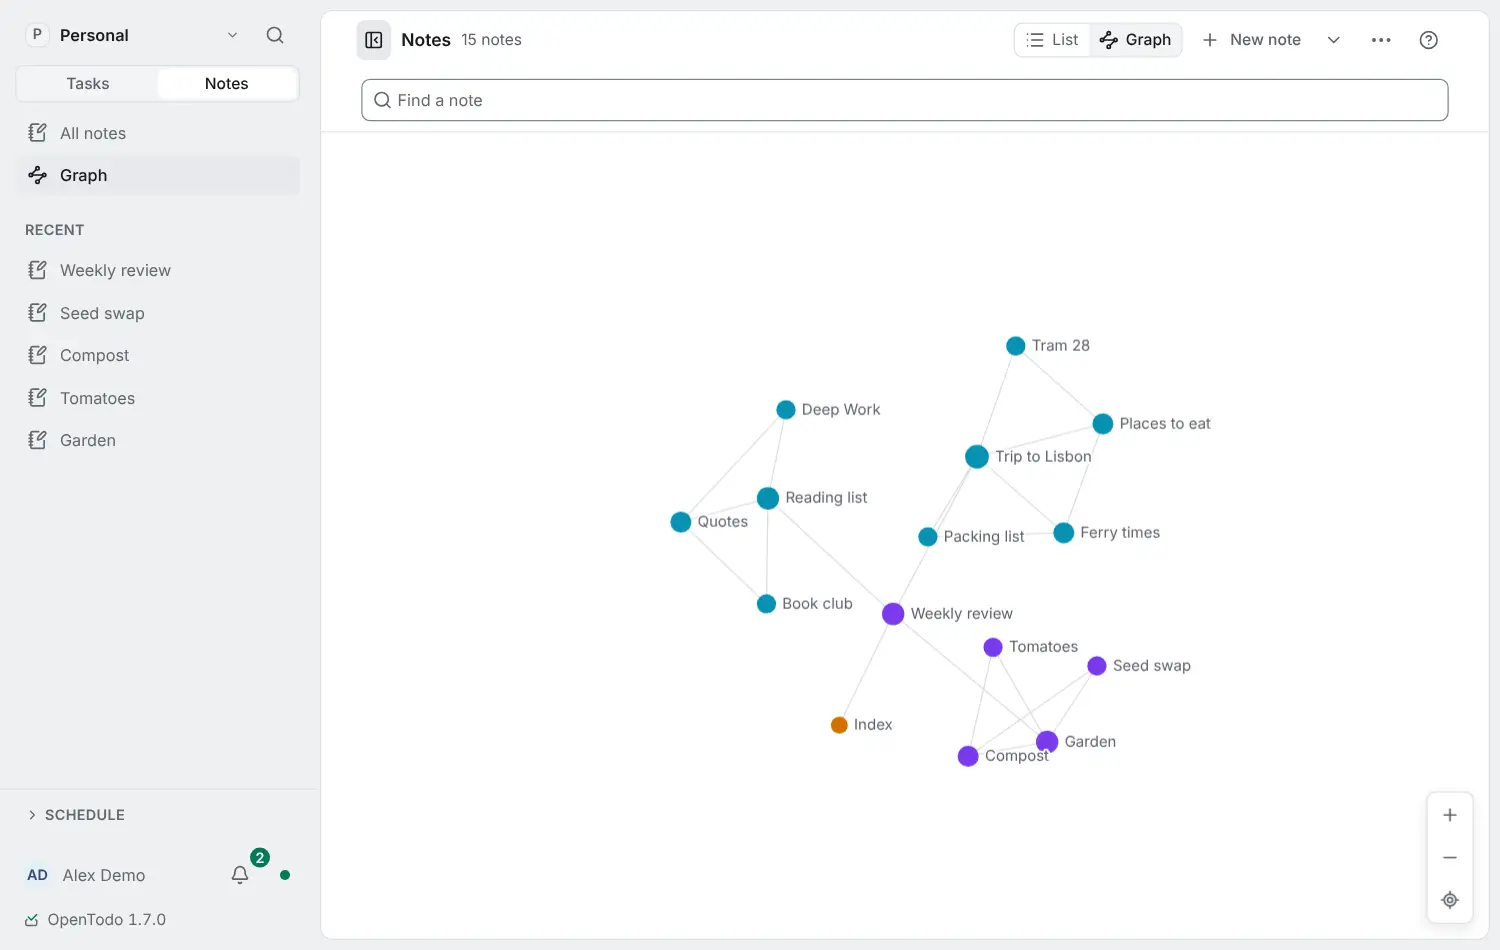 P Personal
Tasks Notes
All notes
Graph
RECENT
Weekly review
Seed swap
Compost
Tomatoes
Garden
SCHEDULE
AD Alex Demo 2
OpenTodo 1.7.0
Notes 15 notes
List Graph New note
Find a note
Tram 28
Deep Work
Places to eat
Trip to Lisbon
Reading list
Quotes
Packing list
Ferry times
Book club
Weekly review
Tomatoes
Seed swap
Index
Garden
Compost